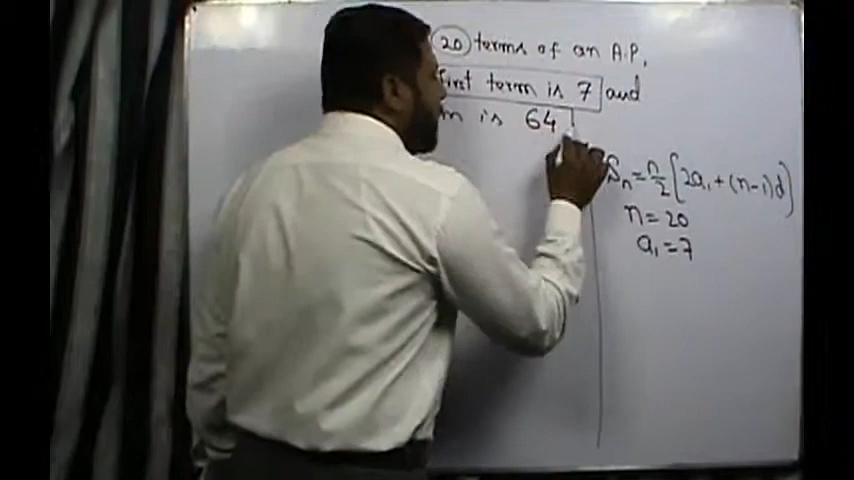 20 terms of an A.P,
first term is 7 and
m is 64
Sn = n/2 [2a₁ + (n-1)d]
n = 20
a₁ = 7